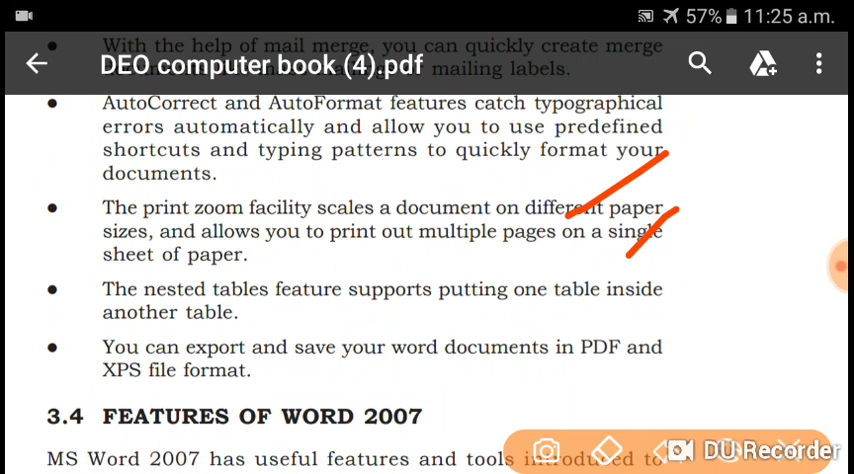 57% 11:25 a.m.
With the help of mail merge, you can quickly create merge
DEO computer book (4).pdf
mailing labels.
AutoCorrect and AutoFormat features catch typographical
errors automatically and allow you to use predefined
shortcuts and typing patterns to quickly format your
documents.
The print zoom facility scales a document on different paper
sizes, and allows you to print out multiple pages on a single
sheet of paper.
The nested tables feature supports putting one table inside
another table.
You can export and save your word documents in PDF and
XPS file format.
3.4 FEATURES OF WORD 2007
MS Word 2007 has useful features and tools introduced to
DU Recorder